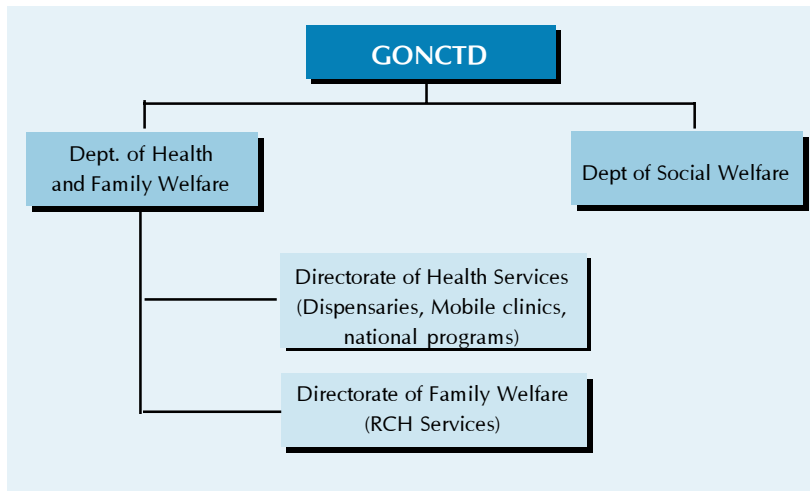 GONCTD
Dept. of Health
and Family Welfare
Dept of Social Welfare
Directorate of Health Services
(Dispensaries, Mobile clinics,
national programs)
Directorate of Family Welfare
(RCH Services)